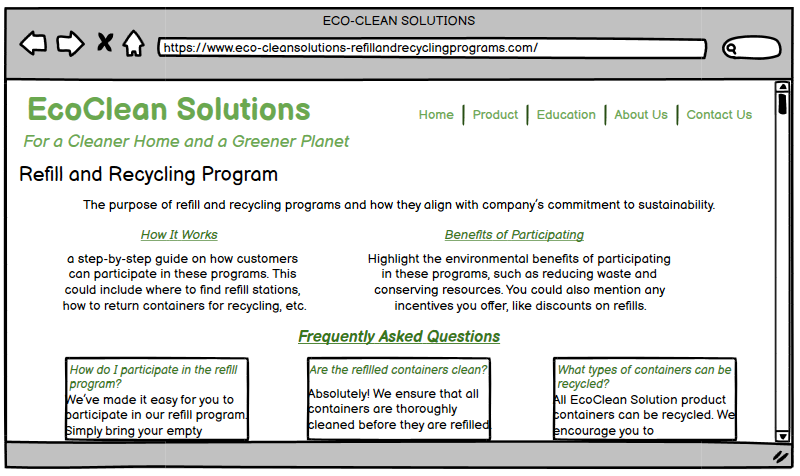 ECO-CLEAN SOLUTIONS
https://www.eco-cleansolutions-refillandrecyclingprograms.com/
EcoClean Solutions
Home | Product | Education | About Us | Contact Us
For a Cleaner Home and a Greener Planet
Refill and Recycling Program
The purpose of refill and recycling programs and how they align with company's commitment to sustainability.
How It Works
a step-by-step guide on how customers
can participate in these programs. This
could include where to find refill stations,
how to return containers for recycling, etc.
Benefits of Participating
Highlight the environmental benefits of participating
in these programs, such as reducing waste and
conserving resources. You could also mention any
incentives you offer, like discounts on refills.
Frequently Asked Questions
How do I participate in the refill
program?
We've made it easy for you to
participate in our refill program.
Simply bring your empty
Are the refilled containers clean?
Absolutely! We ensure that all
containers are thoroughly
cleaned before they are refilled
What types of containers can be
recycled?
All EcoClean Solution product
containers can be recycled. We
encourage you to